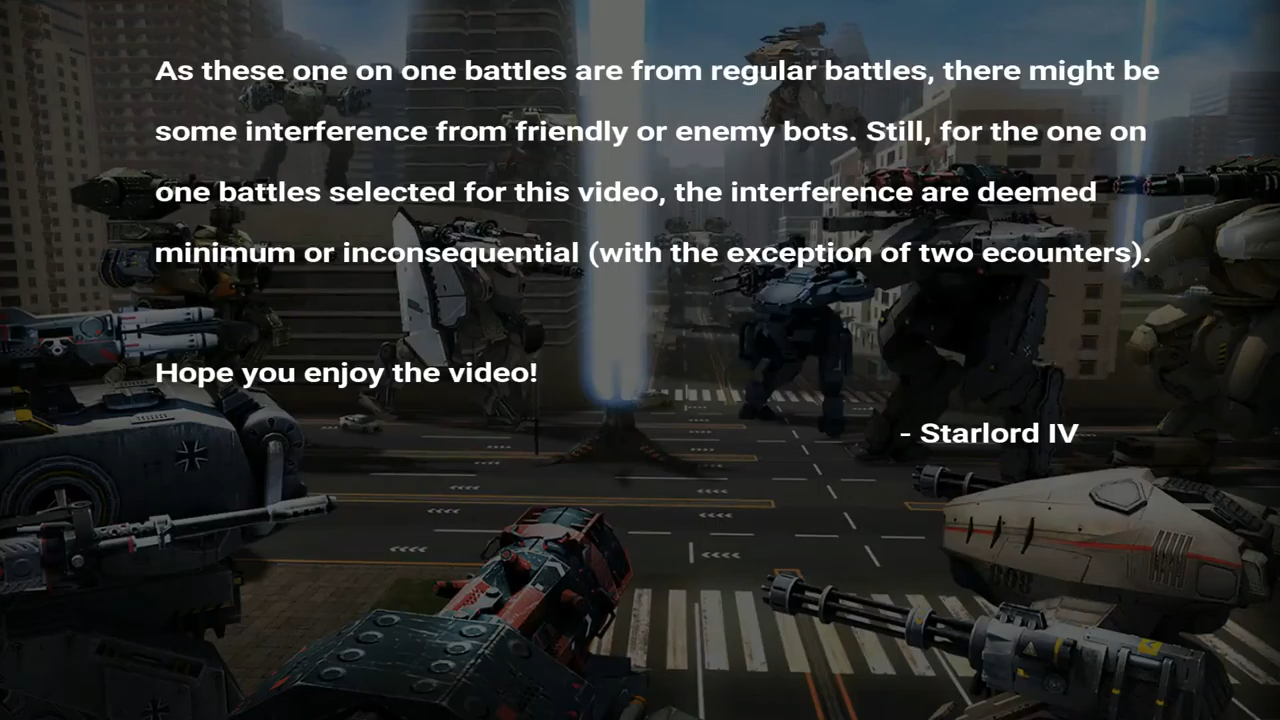 As these one on one battles are from regular battles, there might be
some interference from friendly or enemy bots. Still, for the one on
one battles selected for this video, the interference are deemed
minimum or inconsequential (with the exception of two ecounters).
Hope you enjoy the video!
- Starlord IV